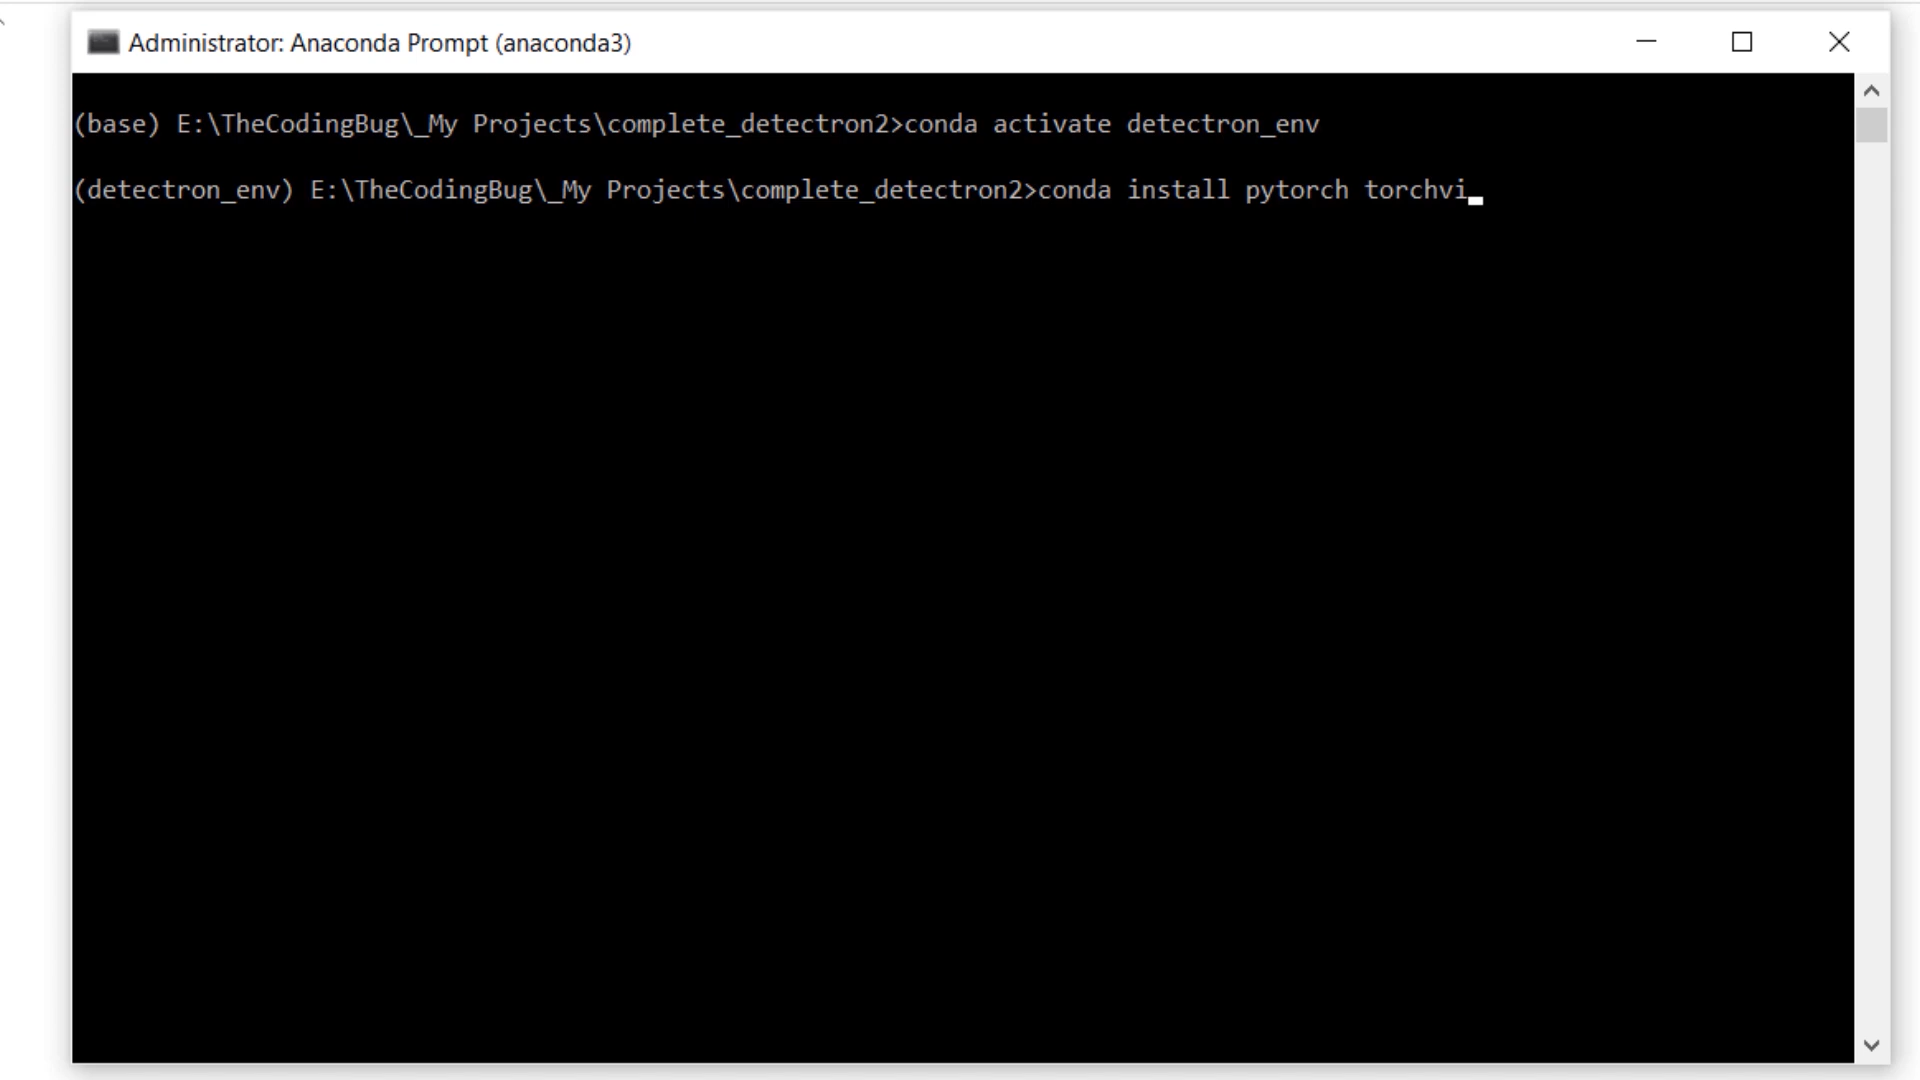 Administrator: Anaconda Prompt (anaconda3)
(base) E:\TheCodingBug\_My Projects\complete_detectron2>conda activate detectron_env
(detectron_env) E:\TheCodingBug\_My Projects\complete_detectron2>conda install pytorch torchvi